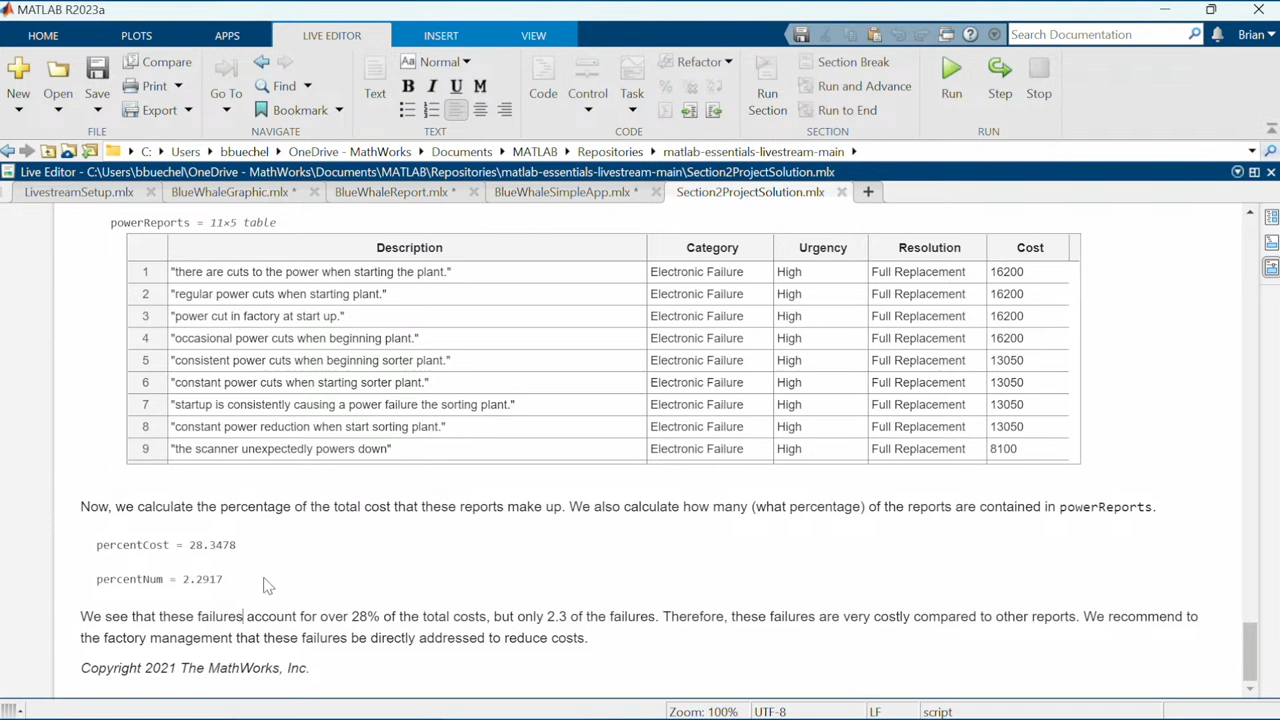 MATLAB R2023a
HOME PLOTS APPS LIVE EDITOR INSERT VIEW Search Documentation Brian
New Open Save Compare Print Export
FILE
Go To Find Bookmark
NAVIGATE
Text Aa Normal B I U M
TEXT
Code Control Task Refactor
CODE
Run Section Section Break Run and Advance Run to End
SECTION
Run Step Stop
RUN
C: Users bbuechel OneDrive - MathWorks Documents MATLAB Repositories matlab-essentials-livestream-main
Live Editor - C:\Users\bbuechel\OneDrive - MathWorks\Documents\MATLAB\Repositories\matlab-essentials-livestream-main\Section2ProjectSolution.mlx
LivestreamSetup.mlx BlueWhaleGraphic.mlx * BlueWhaleReport.mlx * BlueWhaleSimpleApp.mlx * Section2ProjectSolution.mlx
powerReports = 11×5 table
Description Category Urgency Resolution Cost
1 "there are cuts to the power when starting the plant." Electronic Failure High Full Replacement 16200
2 "regular power cuts when starting plant." Electronic Failure High Full Replacement 16200
3 "power cut in factory at start up." Electronic Failure High Full Replacement 16200
4 "occasional power cuts when beginning plant." Electronic Failure High Full Replacement 16200
5 "consistent power cuts when beginning sorter plant." Electronic Failure High Full Replacement 13050
6 "constant power cuts when starting sorter plant." Electronic Failure High Full Replacement 13050
7 "startup is consistently causing a power failure the sorting plant." Electronic Failure High Full Replacement 13050
8 "constant power reduction when start sorting plant." Electronic Failure High Full Replacement 13050
9 "the scanner unexpectedly powers down" Electronic Failure High Full Replacement 8100
Now, we calculate the percentage of the total cost that these reports make up. We also calculate how many (what percentage) of the reports are contained in powerReports.
percentCost = 28.3478
percentNum = 2.2917
We see that these failures account for over 28% of the total costs, but only 2.3 of the failures. Therefore, these failures are very costly compared to other reports. We recommend to
the factory management that these failures be directly addressed to reduce costs.
Copyright 2021 The MathWorks, Inc.
Zoom: 100% UTF-8 LF script